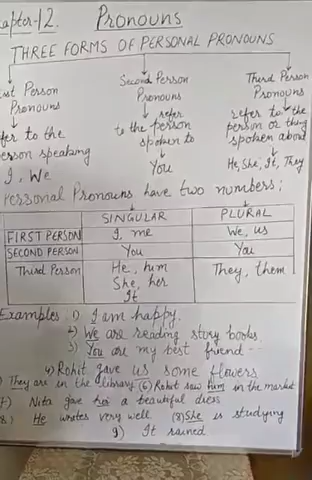 apter-12. Pronouns
THREE FORMS OF PERSONAL PRONOUNS
st Person Second Person Third Person
Pronouns Pronouns Pronouns
fer to the refer to the person refer to the person or thing
erson speaking spoken to spoken about
I, We You He, She, It, They
ersonal Pronouns have two numbers:
SINGULAR PLURAL
FIRST PERSON I, me We, us
SECOND PERSON You You
Third Person He, him They, them
She, her
It
Examples 1) I am happy.
2) We are reading story books.
3) You are my best friend.
4) Rohit gave us some flowers
) They are in the library (6) Rohit saw him in the market
7) Nita gave a beautiful dress
8.) He writes very well (8) She is studying
9) It rained